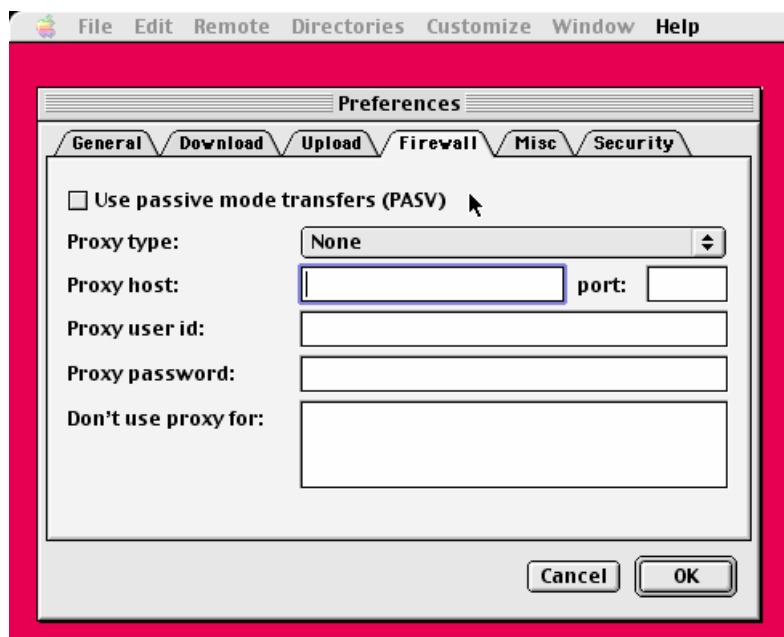 File Edit Remote Directories Customize Window Help
Preferences
General Download Upload Firewall Misc Security
Use passive mode transfers (PASV)
Proxy type: None
Proxy host: port:
Proxy user id:
Proxy password:
Don't use proxy for:
Cancel OK